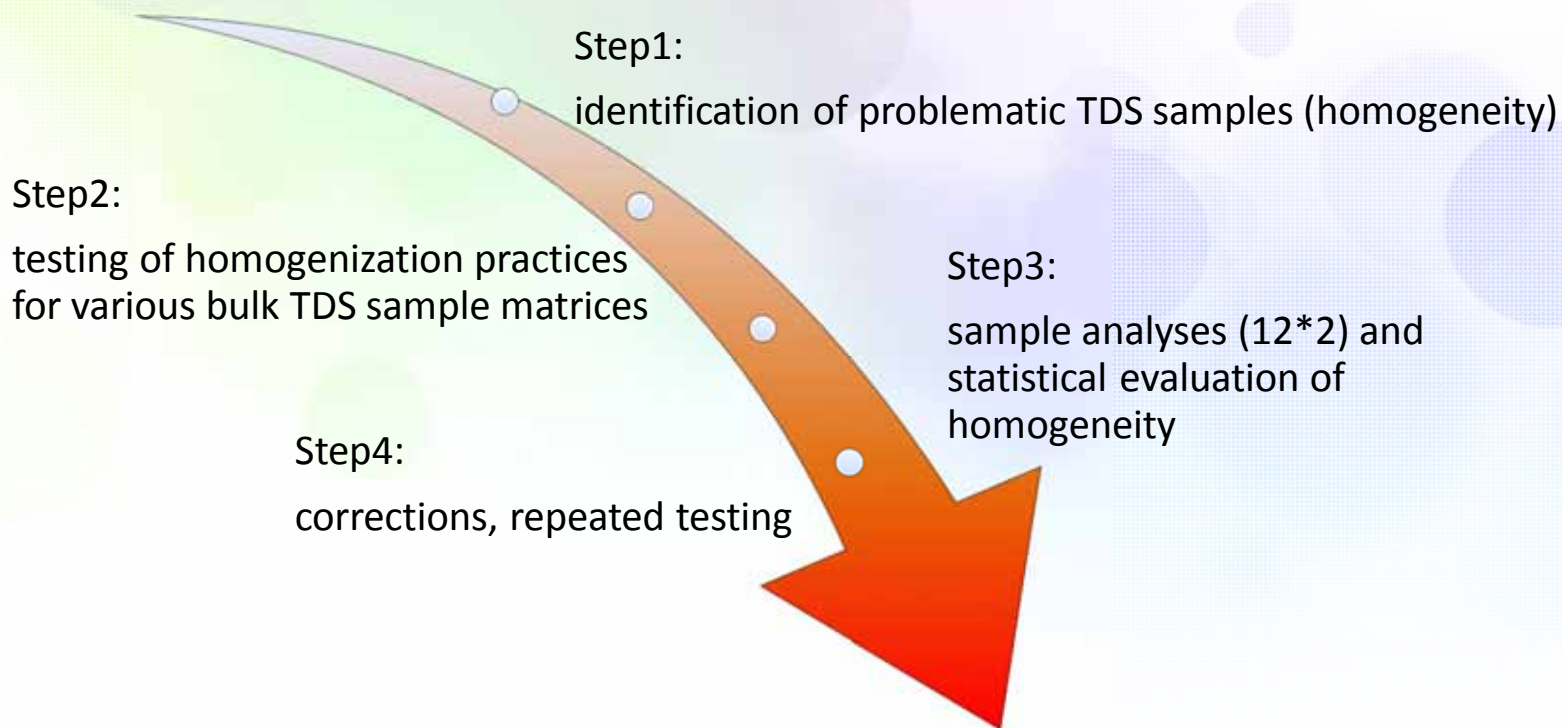 Step1:
identification of problematic TDS samples (homogeneity)
Step2:
testing of homogenization practices
for various bulk TDS sample matrices
Step3:
sample analyses (12*2) and
statistical evaluation of
homogeneity
Step4:
corrections, repeated testing